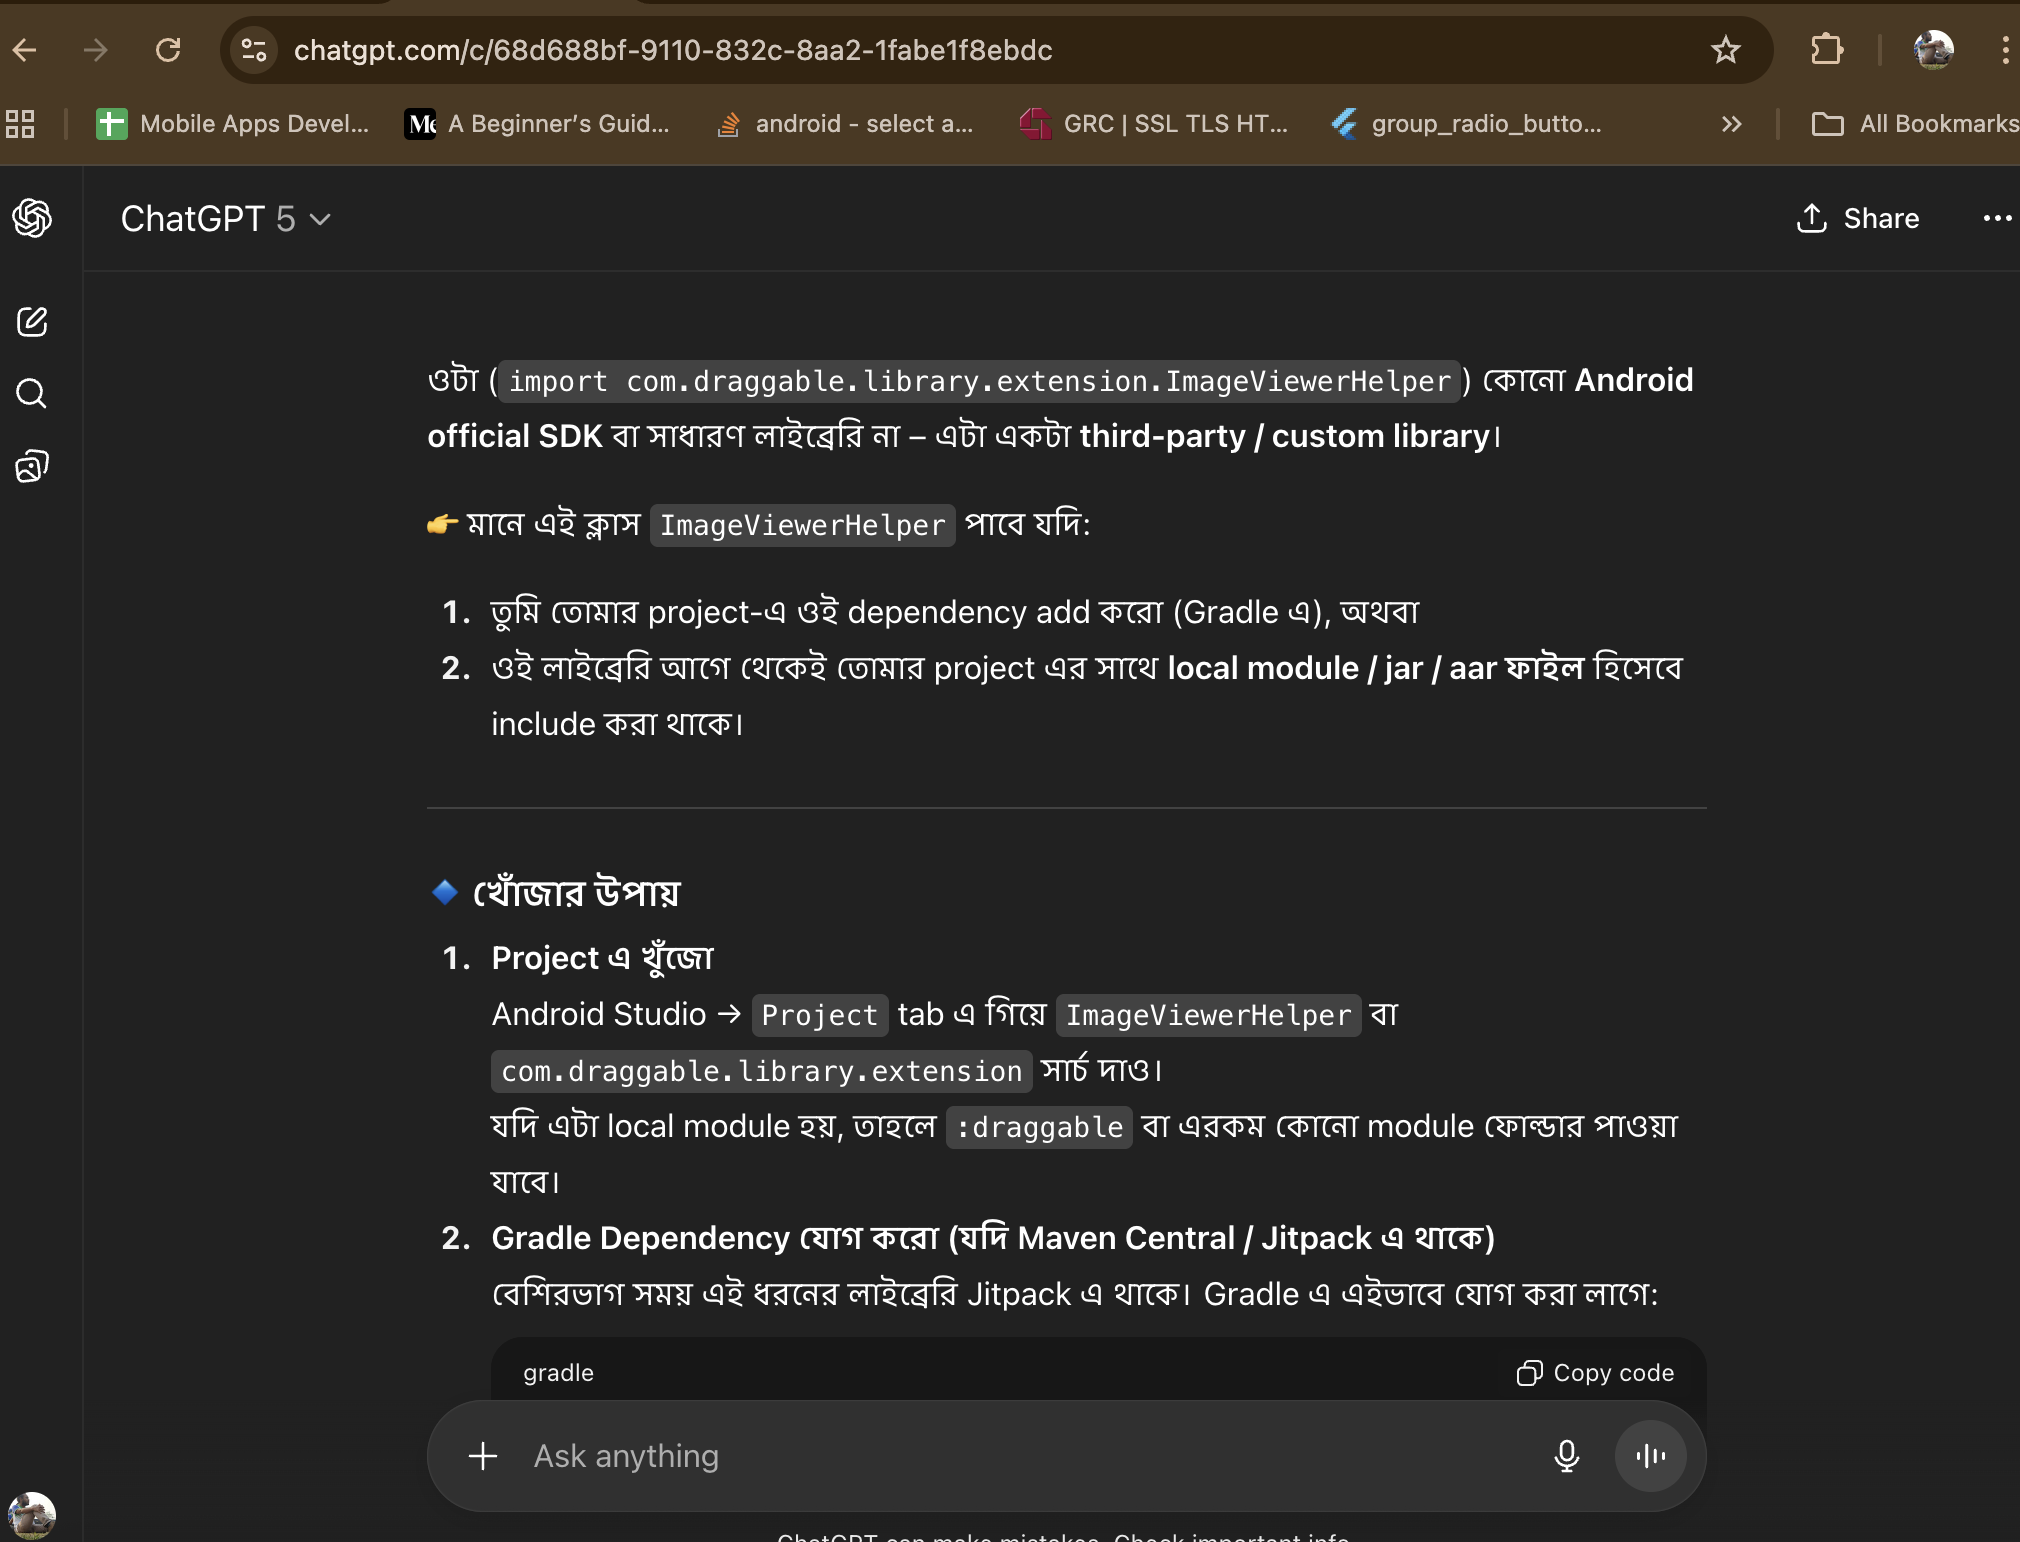 chatgpt.com/c/68d688bf-9110-832c-8aa2-1fabe1f8ebdc
Mobile Apps Devel... A Beginner's Guid... android - select a... GRC | SSL TLS HT... group_radio_butto... All Bookmarks
ChatGPT 5 Share
ওটা (import com.draggable.library.extension.ImageViewerHelper) কোনো Android
official SDK বা সাধারণ লাইব্রেরি না – এটা একটা third-party / custom library।
👉 মানে এই ক্লাস ImageViewerHelper পাবে যদি:
1. তুমি তোমার project-এ ওই dependency add করো (Gradle এ), অথবা
2. ওই লাইব্রেরি আগে থেকেই তোমার project এর সাথে local module / jar / aar ফাইল হিসেবে
include করা থাকে।
🔹 খোঁজার উপায়
1. Project এ খুঁজো
Android Studio → Project tab এ গিয়ে ImageViewerHelper বা
com.draggable.library.extension সার্চ দাও।
যদি এটা local module হয়, তাহলে :draggable বা এরকম কোনো module ফোল্ডার পাওয়া
যাবে।
2. Gradle Dependency যোগ করো (যদি Maven Central / Jitpack এ থাকে)
বেশিরভাগ সময় এই ধরনের লাইব্রেরি Jitpack এ থাকে। Gradle এ এইভাবে যোগ করা লাগে:
gradle Copy code
Ask anything
ChatGPT can make mistakes. Check important info.